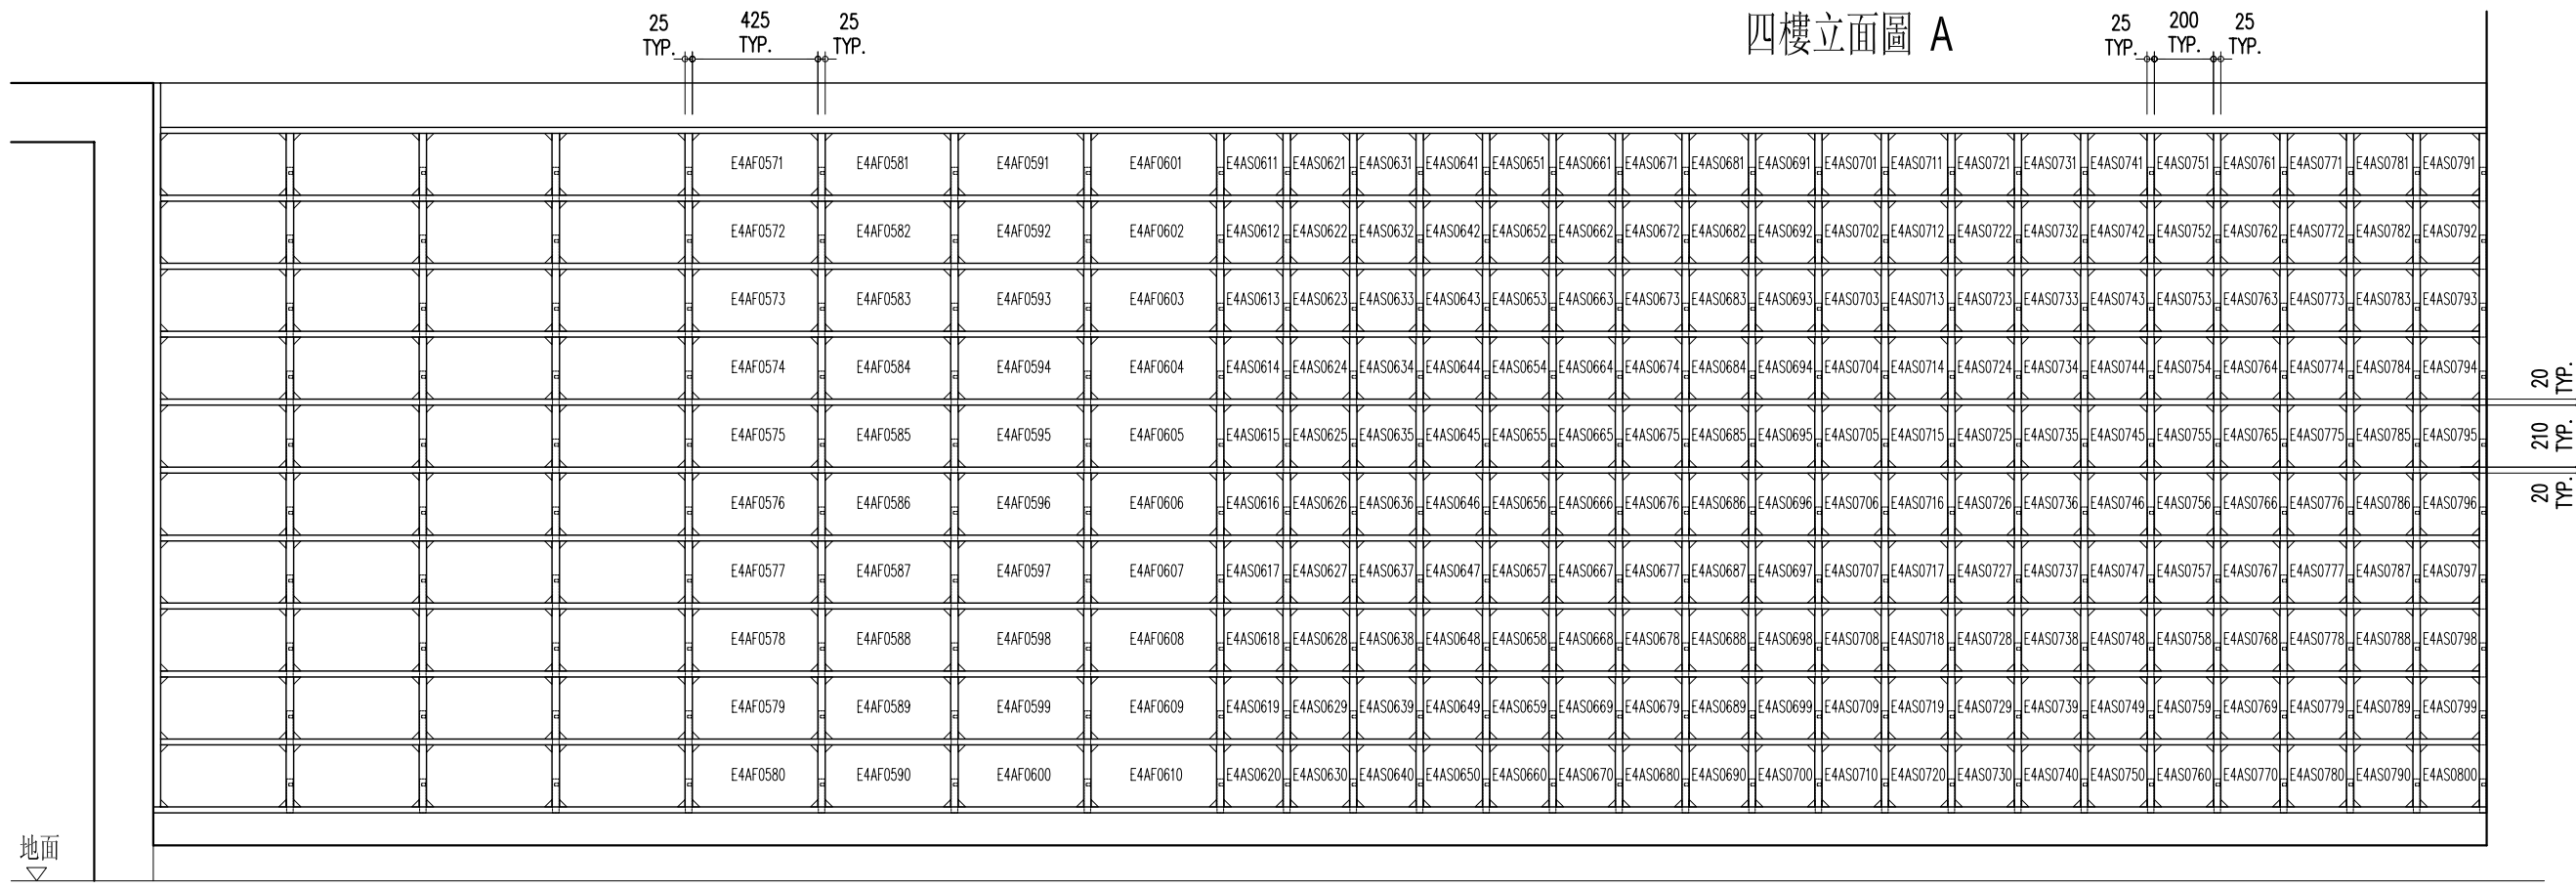 四樓立面圖 A
25 425 25 25 200 25
TYP. TYP. TYP. TYP. TYP. TYP.
E4AF0571 E4AF0581 E4AF0591 E4AF0601 E4AS0611 E4AS0621 E4AS0631 E4AS0641 E4AS0651 E4AS0661 E4AS0671 E4AS0681 E4AS0691 E4AS0701 E4AS0711 E4AS0721 E4AS0731 E4AS0741 E4AS0751 E4AS0761 E4AS0771 E4AS0781 E4AS0791
E4AF0572 E4AF0582 E4AF0592 E4AF0602 E4AS0612 E4AS0622 E4AS0632 E4AS0642 E4AS0652 E4AS0662 E4AS0672 E4AS0682 E4AS0692 E4AS0702 E4AS0712 E4AS0722 E4AS0732 E4AS0742 E4AS0752 E4AS0762 E4AS0772 E4AS0782 E4AS0792
E4AF0573 E4AF0583 E4AF0593 E4AF0603 E4AS0613 E4AS0623 E4AS0633 E4AS0643 E4AS0653 E4AS0663 E4AS0673 E4AS0683 E4AS0693 E4AS0703 E4AS0713 E4AS0723 E4AS0733 E4AS0743 E4AS0753 E4AS0763 E4AS0773 E4AS0783 E4AS0793
E4AF0574 E4AF0584 E4AF0594 E4AF0604 E4AS0614 E4AS0624 E4AS0634 E4AS0644 E4AS0654 E4AS0664 E4AS0674 E4AS0684 E4AS0694 E4AS0704 E4AS0714 E4AS0724 E4AS0734 E4AS0744 E4AS0754 E4AS0764 E4AS0774 E4AS0784 E4AS0794
20 TYP.
E4AF0575 E4AF0585 E4AF0595 E4AF0605 E4AS0615 E4AS0625 E4AS0635 E4AS0645 E4AS0655 E4AS0665 E4AS0675 E4AS0685 E4AS0695 E4AS0705 E4AS0715 E4AS0725 E4AS0735 E4AS0745 E4AS0755 E4AS0765 E4AS0775 E4AS0785 E4AS0795
210 TYP.
E4AF0576 E4AF0586 E4AF0596 E4AF0606 E4AS0616 E4AS0626 E4AS0636 E4AS0646 E4AS0656 E4AS0666 E4AS0676 E4AS0686 E4AS0696 E4AS0706 E4AS0716 E4AS0726 E4AS0736 E4AS0746 E4AS0756 E4AS0766 E4AS0776 E4AS0786 E4AS0796
20 TYP.
E4AF0577 E4AF0587 E4AF0597 E4AF0607 E4AS0617 E4AS0627 E4AS0637 E4AS0647 E4AS0657 E4AS0667 E4AS0677 E4AS0687 E4AS0697 E4AS0707 E4AS0717 E4AS0727 E4AS0737 E4AS0747 E4AS0757 E4AS0767 E4AS0777 E4AS0787 E4AS0797
E4AF0578 E4AF0588 E4AF0598 E4AF0608 E4AS0618 E4AS0628 E4AS0638 E4AS0648 E4AS0658 E4AS0668 E4AS0678 E4AS0688 E4AS0698 E4AS0708 E4AS0718 E4AS0728 E4AS0738 E4AS0748 E4AS0758 E4AS0768 E4AS0778 E4AS0788 E4AS0798
E4AF0579 E4AF0589 E4AF0599 E4AF0609 E4AS0619 E4AS0629 E4AS0639 E4AS0649 E4AS0659 E4AS0669 E4AS0679 E4AS0689 E4AS0699 E4AS0709 E4AS0719 E4AS0729 E4AS0739 E4AS0749 E4AS0759 E4AS0769 E4AS0779 E4AS0789 E4AS0799
E4AF0580 E4AF0590 E4AF0600 E4AF0610 E4AS0620 E4AS0630 E4AS0640 E4AS0650 E4AS0660 E4AS0670 E4AS0680 E4AS0690 E4AS0700 E4AS0710 E4AS0720 E4AS0730 E4AS0740 E4AS0750 E4AS0760 E4AS0770 E4AS0780 E4AS0790 E4AS0800
地面